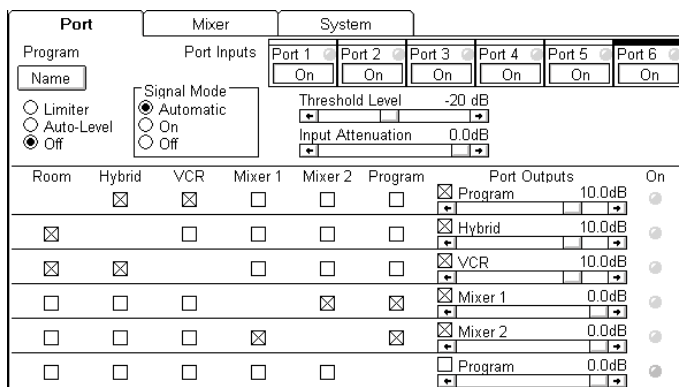 Port Mixer System
Program Port Inputs Port 1 Port 2 Port 3 Port 4 Port 5 Port 6
Name On On On On On On
Signal Mode
Limiter Automatic Threshold Level -20 dB
Auto-Level On
Off Off Input Attenuation 0.0dB
Room Hybrid VCR Mixer 1 Mixer 2 Program Port Outputs On
Program 10.0dB
Hybrid 10.0dB
VCR 10.0dB
Mixer 1 0.0dB
Mixer 2 0.0dB
Program 0.0dB